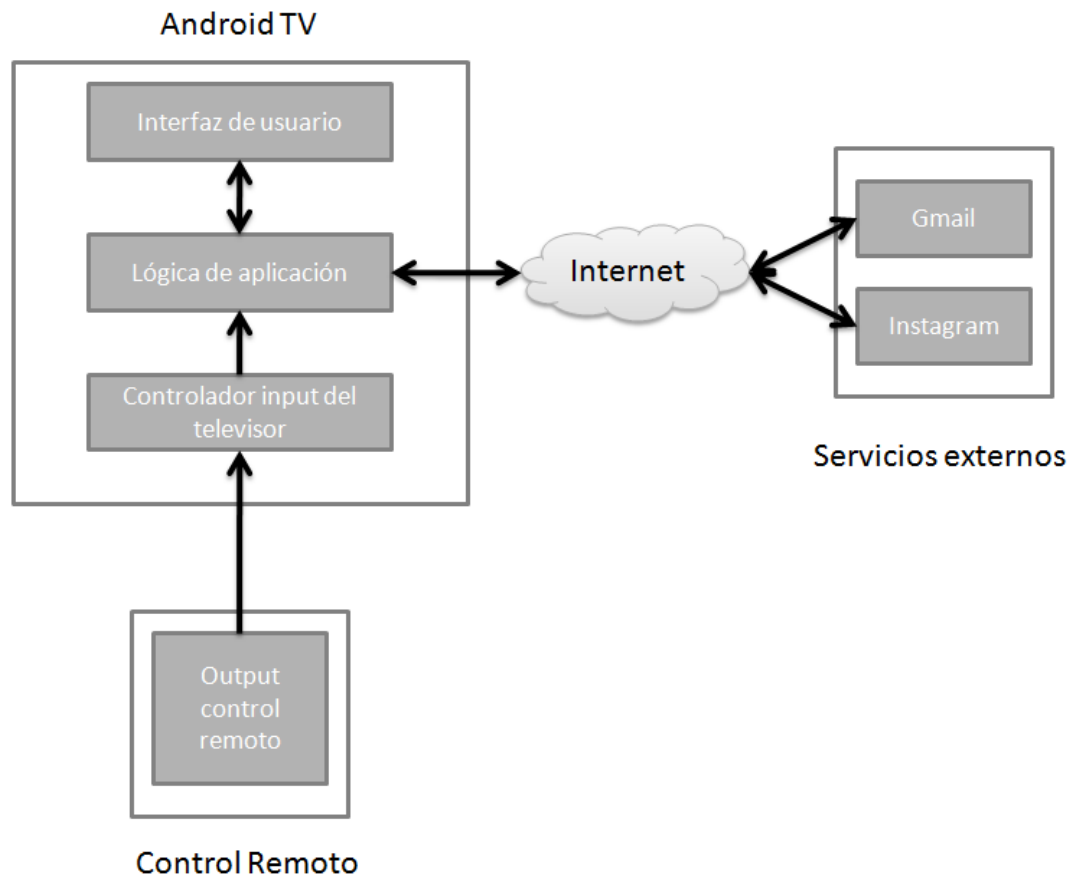 Android TV
Interfaz de usuario
Lógica de aplicación
Controlador input del
televisor
Internet
Gmail
Instagram
Servicios externos
Output
control
remoto
Control Remoto